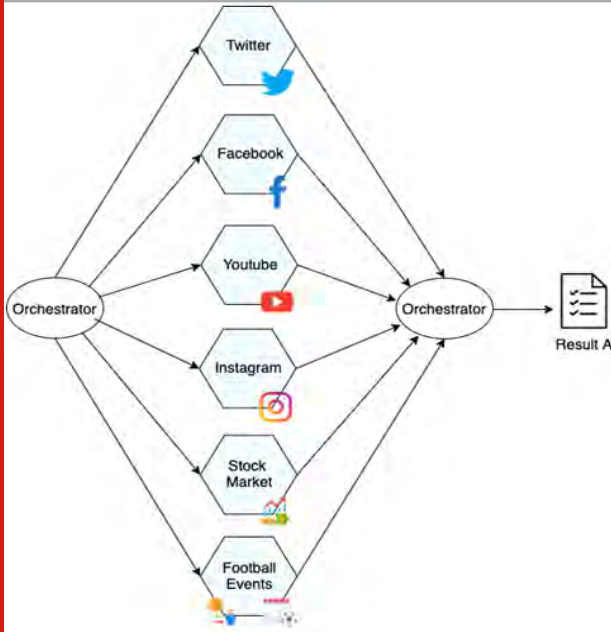 Twitter
Facebook
Youtube
Orchestrator
Orchestrator
Instagram
Result A
Stock
Market
Football
Events